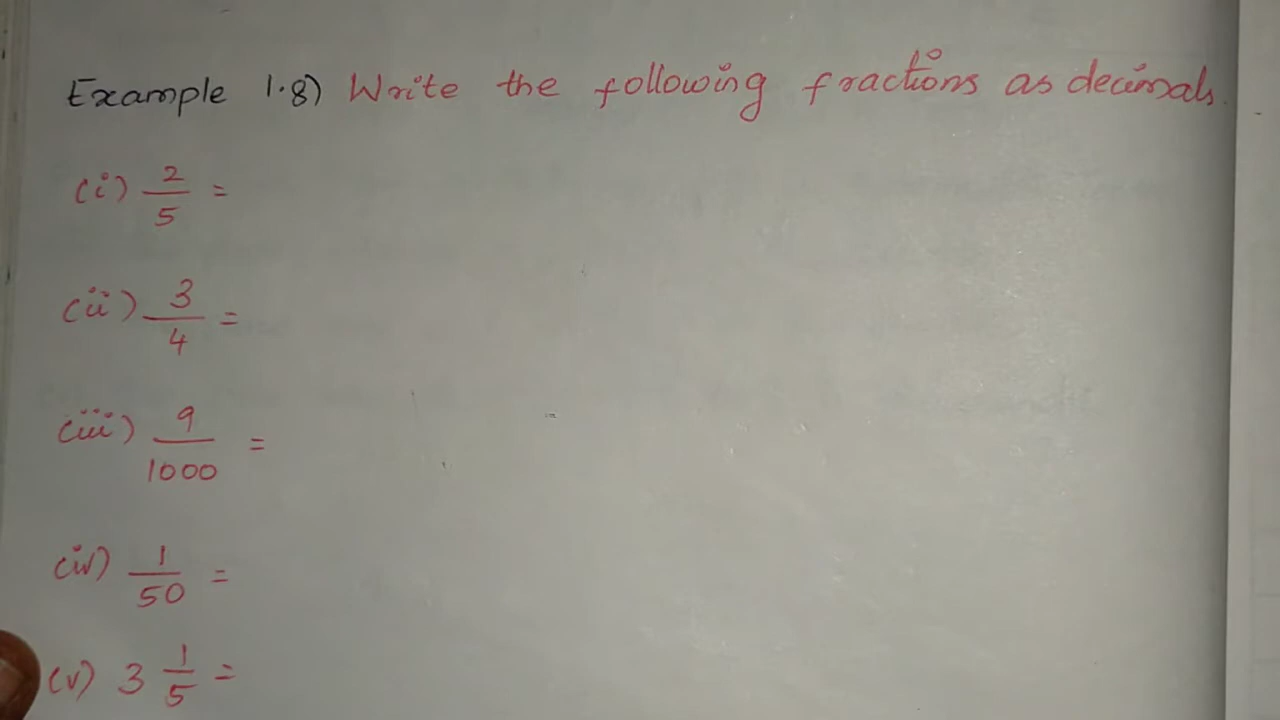 Example 1.8) Write the following fractions as decimals.
(i) 2/5 =
(ii) 3/4 =
(iii) 9/1000 =
(iv) 1/50 =
(v) 3 1/5 =